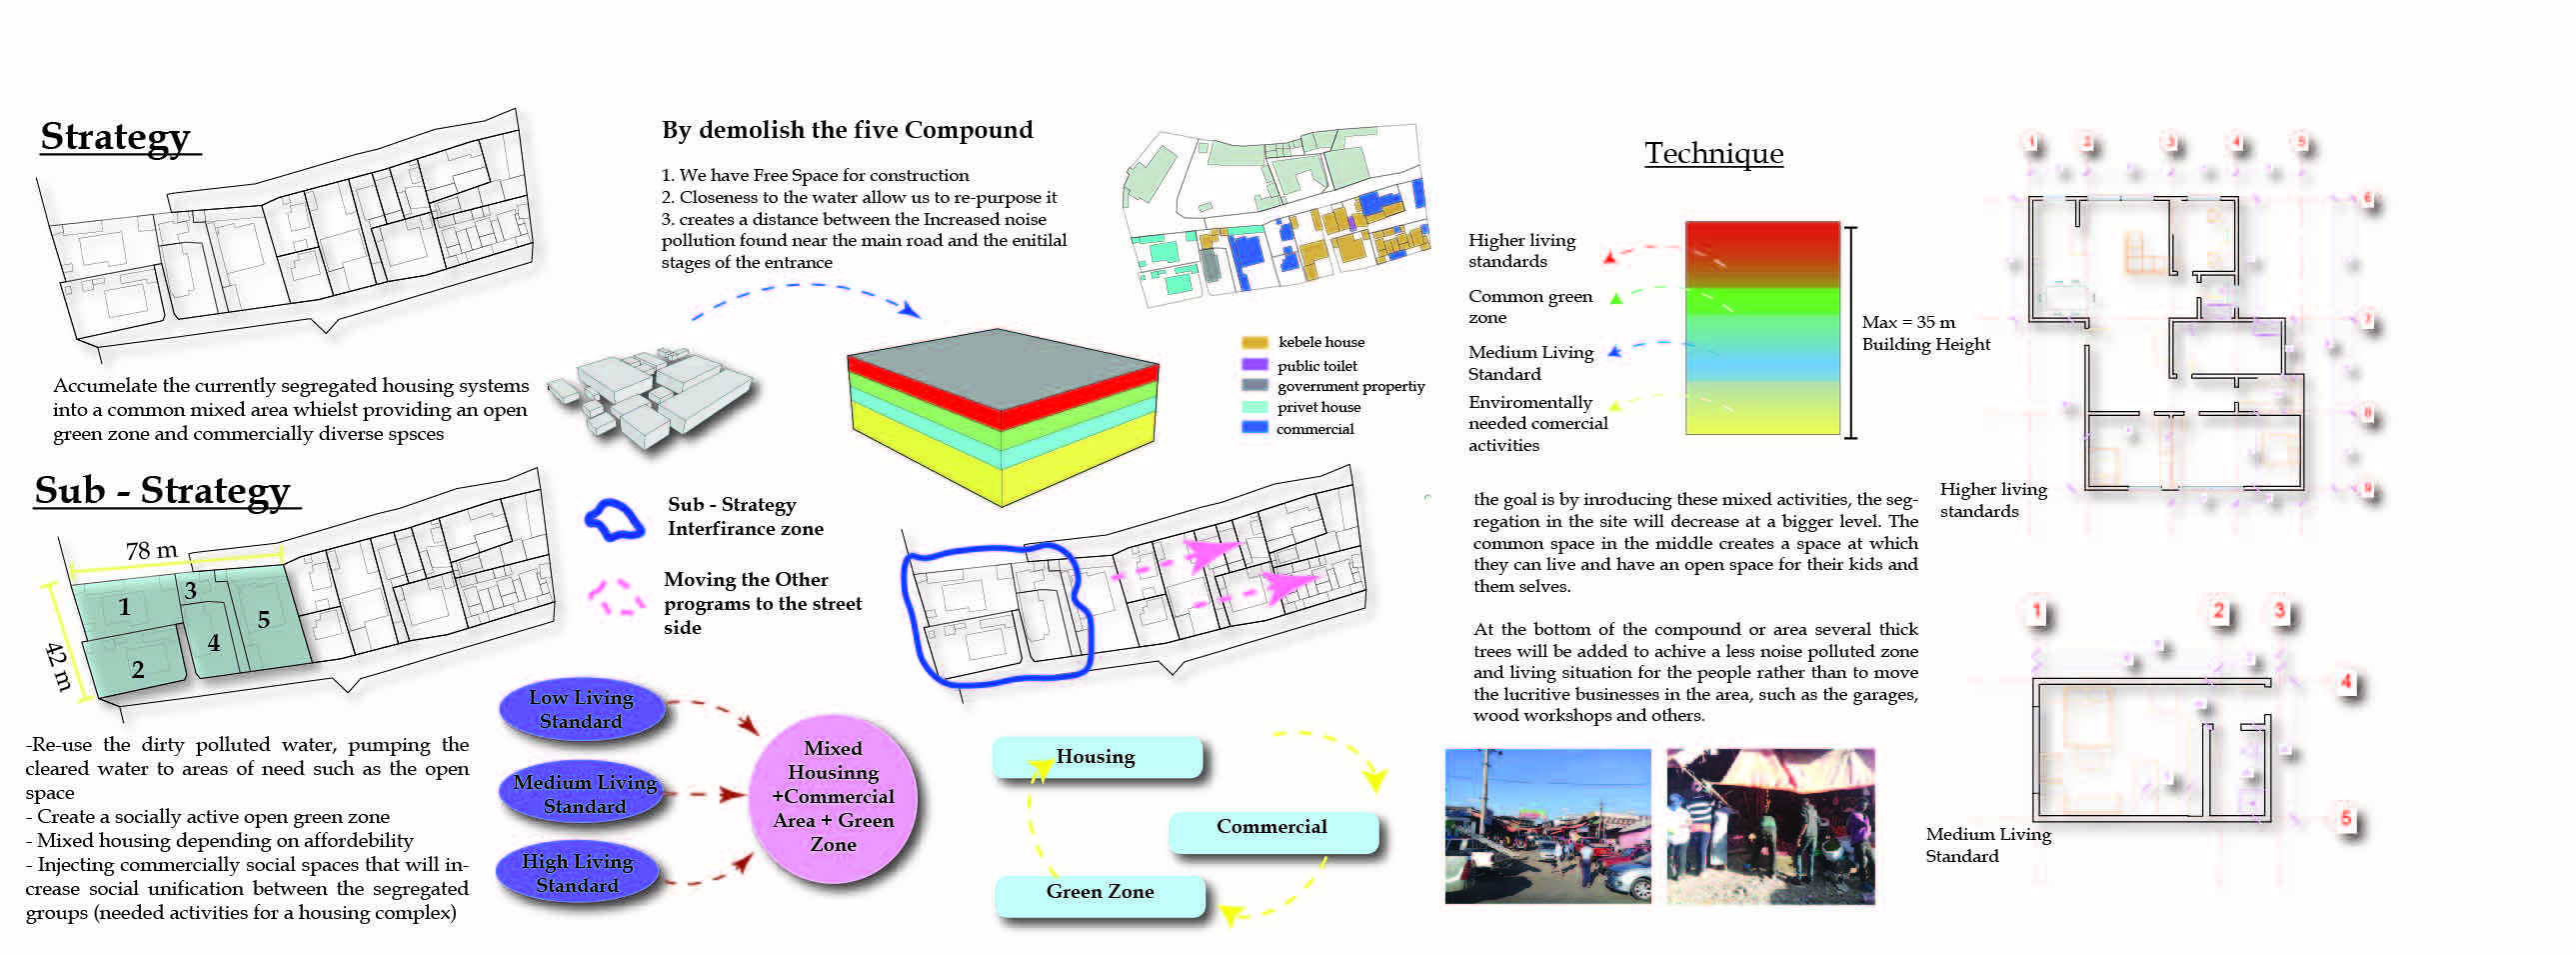 Strategy
Accumelate the currently segregated housing systems
into a common mixed area whielst providing an open
green zone and commercially diverse spsces
Sub - Strategy
78 m
42 m
1
2
3
4
5
-Re-use the dirty polluted water, pumping the
cleared water to areas of need such as the open
space
- Create a socially active open green zone
- Mixed housing depending on affordebility
- Injecting commercially social spaces that will in-
crease social unification between the segregated
groups (needed activities for a housing complex)
By demolish the five Compound
1. We have Free Space for construction
2. Closeness to the water allow us to re-purpose it
3. creates a distance between the Increased noise
pollution found near the main road and the enitilal
stages of the entrance
kebele house
public toilet
government propertiy
privet house
commercial
Sub - Strategy
Interfirance zone
Moving the Other
programs to the street
side
Low Living
Standard
Medium Living
Standard
High Living
Standard
Mixed
Housinng
+Commercial
Area + Green
Zone
Housing
Commercial
Green Zone
Technique
Higher living
standards
Common green
zone
Medium Living
Standard
Enviromentally
needed comercial
activities
Max = 35 m
Building Height
the goal is by inroducing these mixed activities, the seg-
regation in the site will decrease at a bigger level. The
common space in the middle creates a space at which
they can live and have an open space for their kids and
them selves.
At the bottom of the compound or area several thick
trees will be added to achive a less noise polluted zone
and living situation for the people rather than to move
the lucritive businesses in the area, such as the garages,
wood workshops and others.
1
2
3
4
5
6
7
8
9
Higher living
standards
1
2
3
4
5
Medium Living
Standard